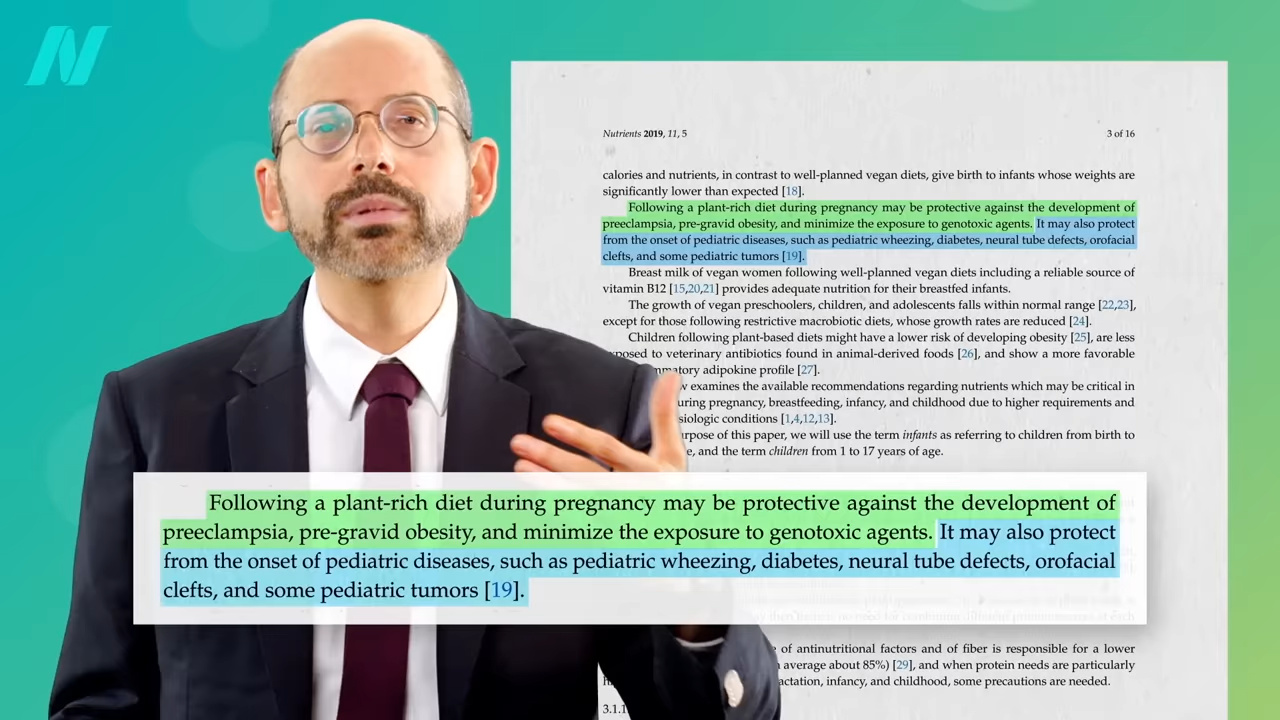 N
Nutrients 2019, 11, 5
3 of 16
calories and nutrients, in contrast to well-planned vegan diets, give birth to infants whose weights are
significantly lower than expected [18].
Following a plant-rich diet during pregnancy may be protective against the development of
preeclampsia, pre-gravid obesity, and minimize the exposure to genotoxic agents. It may also protect
from the onset of pediatric diseases, such as pediatric wheezing, diabetes, neural tube defects, orofacial
clefts, and some pediatric tumors [19].
Breast milk of vegan women following well-planned vegan diets including a reliable source of
vitamin B12 [15,20,21] provides adequate nutrition for their breastfed infants.
The growth of vegan preschoolers, children, and adolescents falls within normal range [22,23],
except for those following restrictive macrobiotic diets, whose growth rates are reduced [24].
Children following plant-based diets might have a lower risk of developing obesity [25], are less
to veterinary antibiotics found in animal-derived foods [26], and show a more favorable
adipokine profile [27].
examines the available recommendations regarding nutrients which may be critical in
pregnancy, breastfeeding, infancy, and childhood due to higher requirements and
conditions [1,4,12,13].
of this paper, we will use the term infants as referring to children from birth to
and the term children from 1 to 17 years of age.
Following a plant-rich diet during pregnancy may be protective against the development of
preeclampsia, pre-gravid obesity, and minimize the exposure to genotoxic agents. It may also protect
from the onset of pediatric diseases, such as pediatric wheezing, diabetes, neural tube defects, orofacial
clefts, and some pediatric tumors [19].
of antinutritional factors and of fiber is responsible for a lower
average about 85%) [29], and when protein needs are particularly
infancy, and childhood, some precautions are needed.
3.1.1